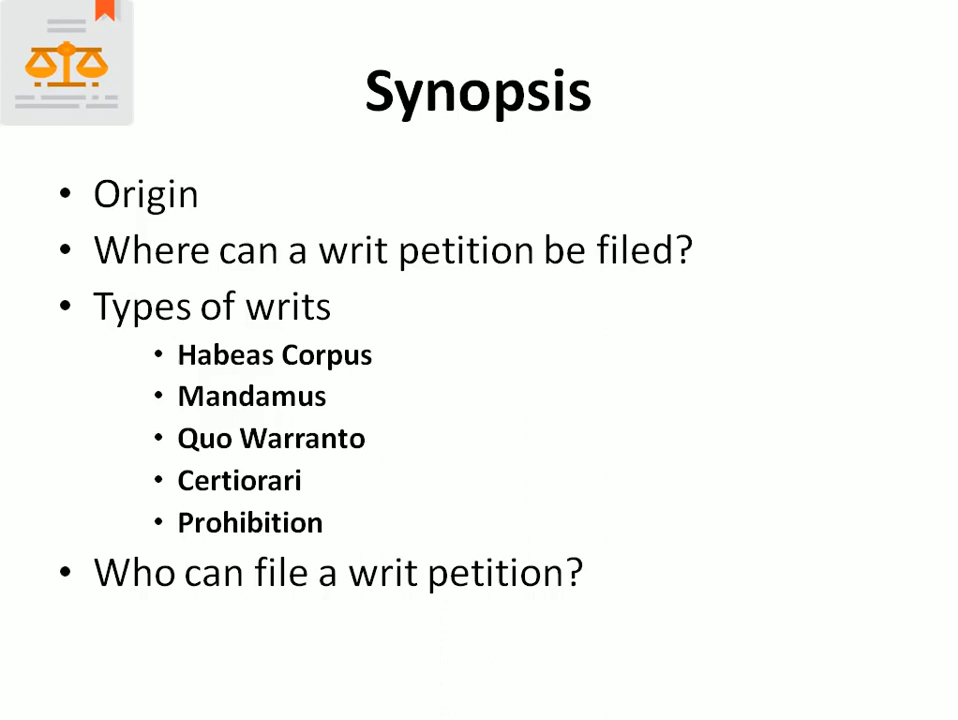 Synopsis
• Origin
• Where can a writ petition be filed?
• Types of writs
• Habeas Corpus
• Mandamus
• Quo Warranto
• Certiorari
• Prohibition
• Who can file a writ petition?